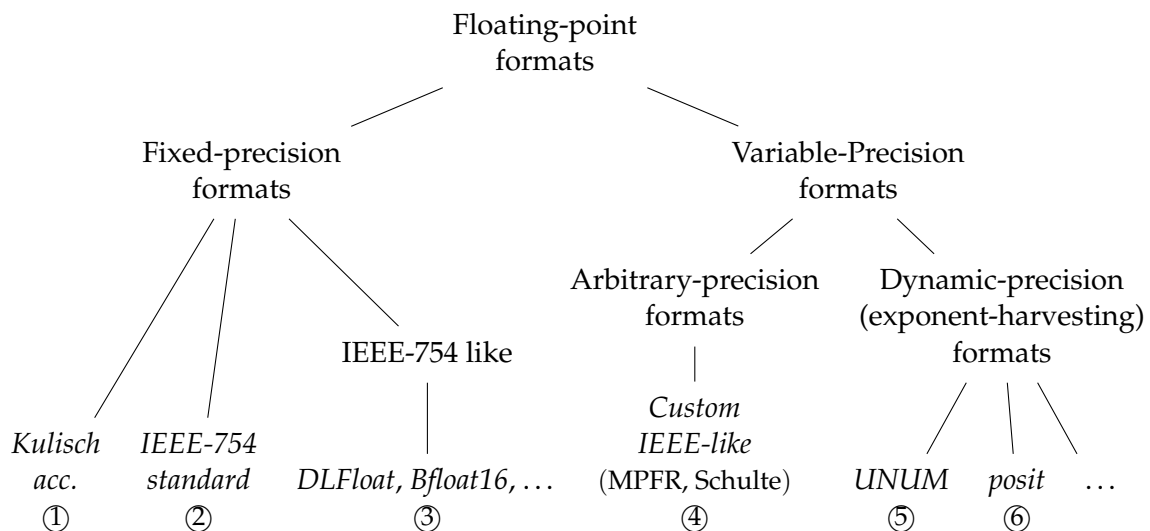 Floating-point
formats
Fixed-precision
formats
Variable-Precision
formats
Arbitrary-precision
formats
Dynamic-precision
(exponent-harvesting)
formats
IEEE-754 like
Kulisch
acc.
①
IEEE-754
standard
②
DLFloat, Bfloat16, ...
③
Custom
IEEE-like
(MPFR, Schulte)
④
UNUM
⑤
posit
⑥
...